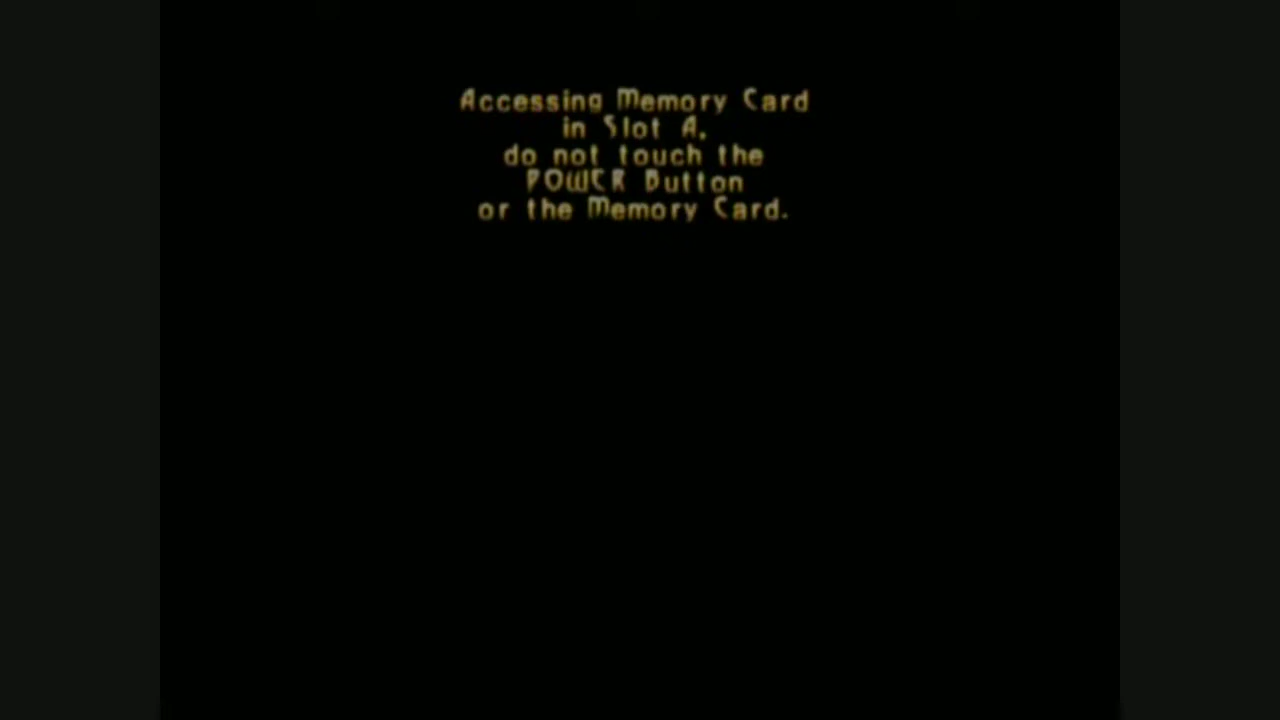 Accessing Memory Card
in Slot A,
do not touch the
POWER Button
or the Memory Card.